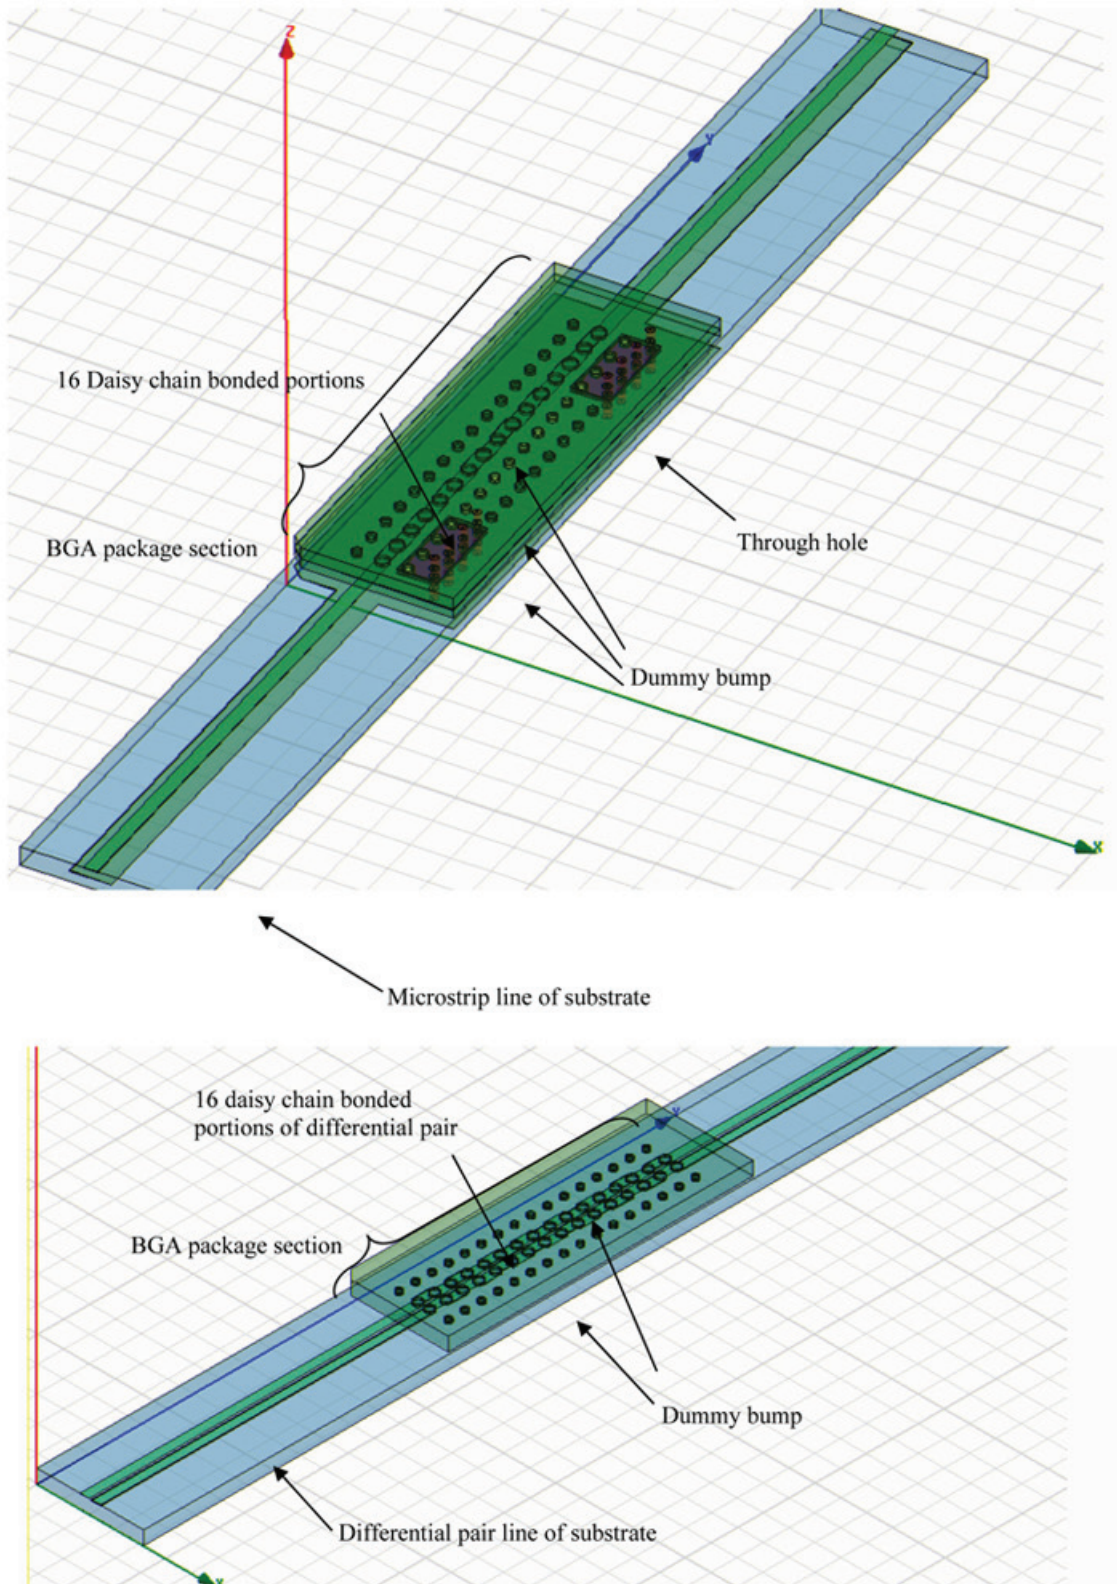 Z
Y
16 Daisy chain bonded portions
BGA package section
Through hole
Dummy bump
X
Microstrip line of substrate
16 daisy chain bonded
portions of differential pair
Y
BGA package section
Dummy bump
Differential pair line of substrate